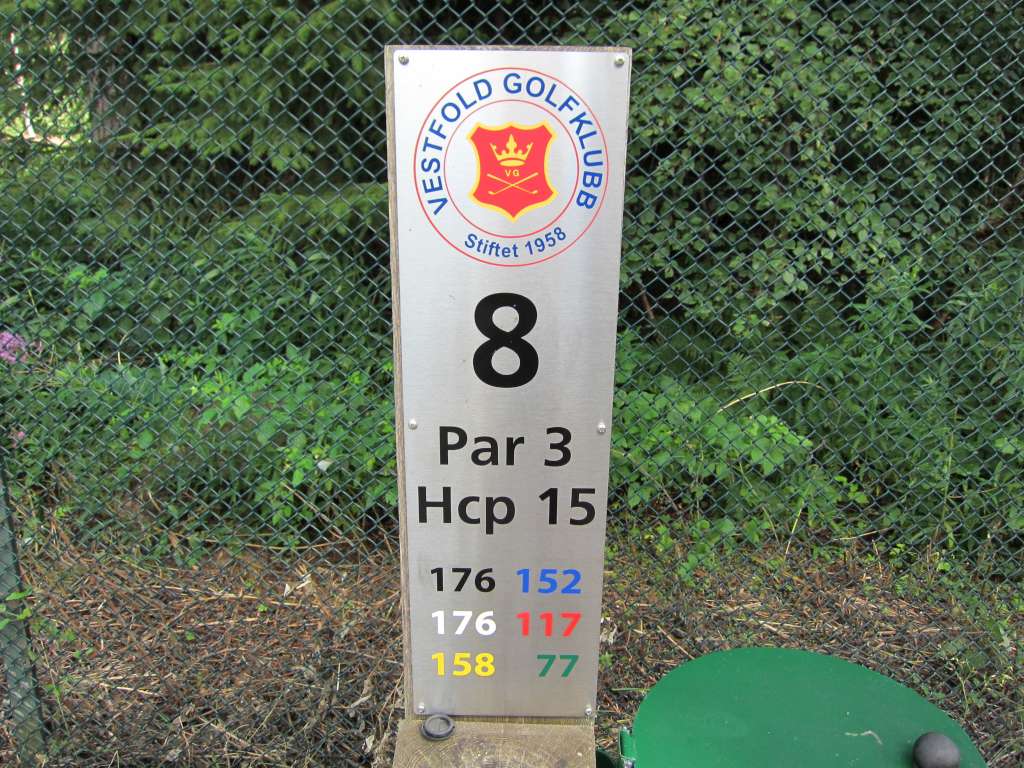 VESTFOLD GOLFKLUBB
VG
Stiftet 1958
8
Par 3
Hcp 15
176 152
176 117
158 77